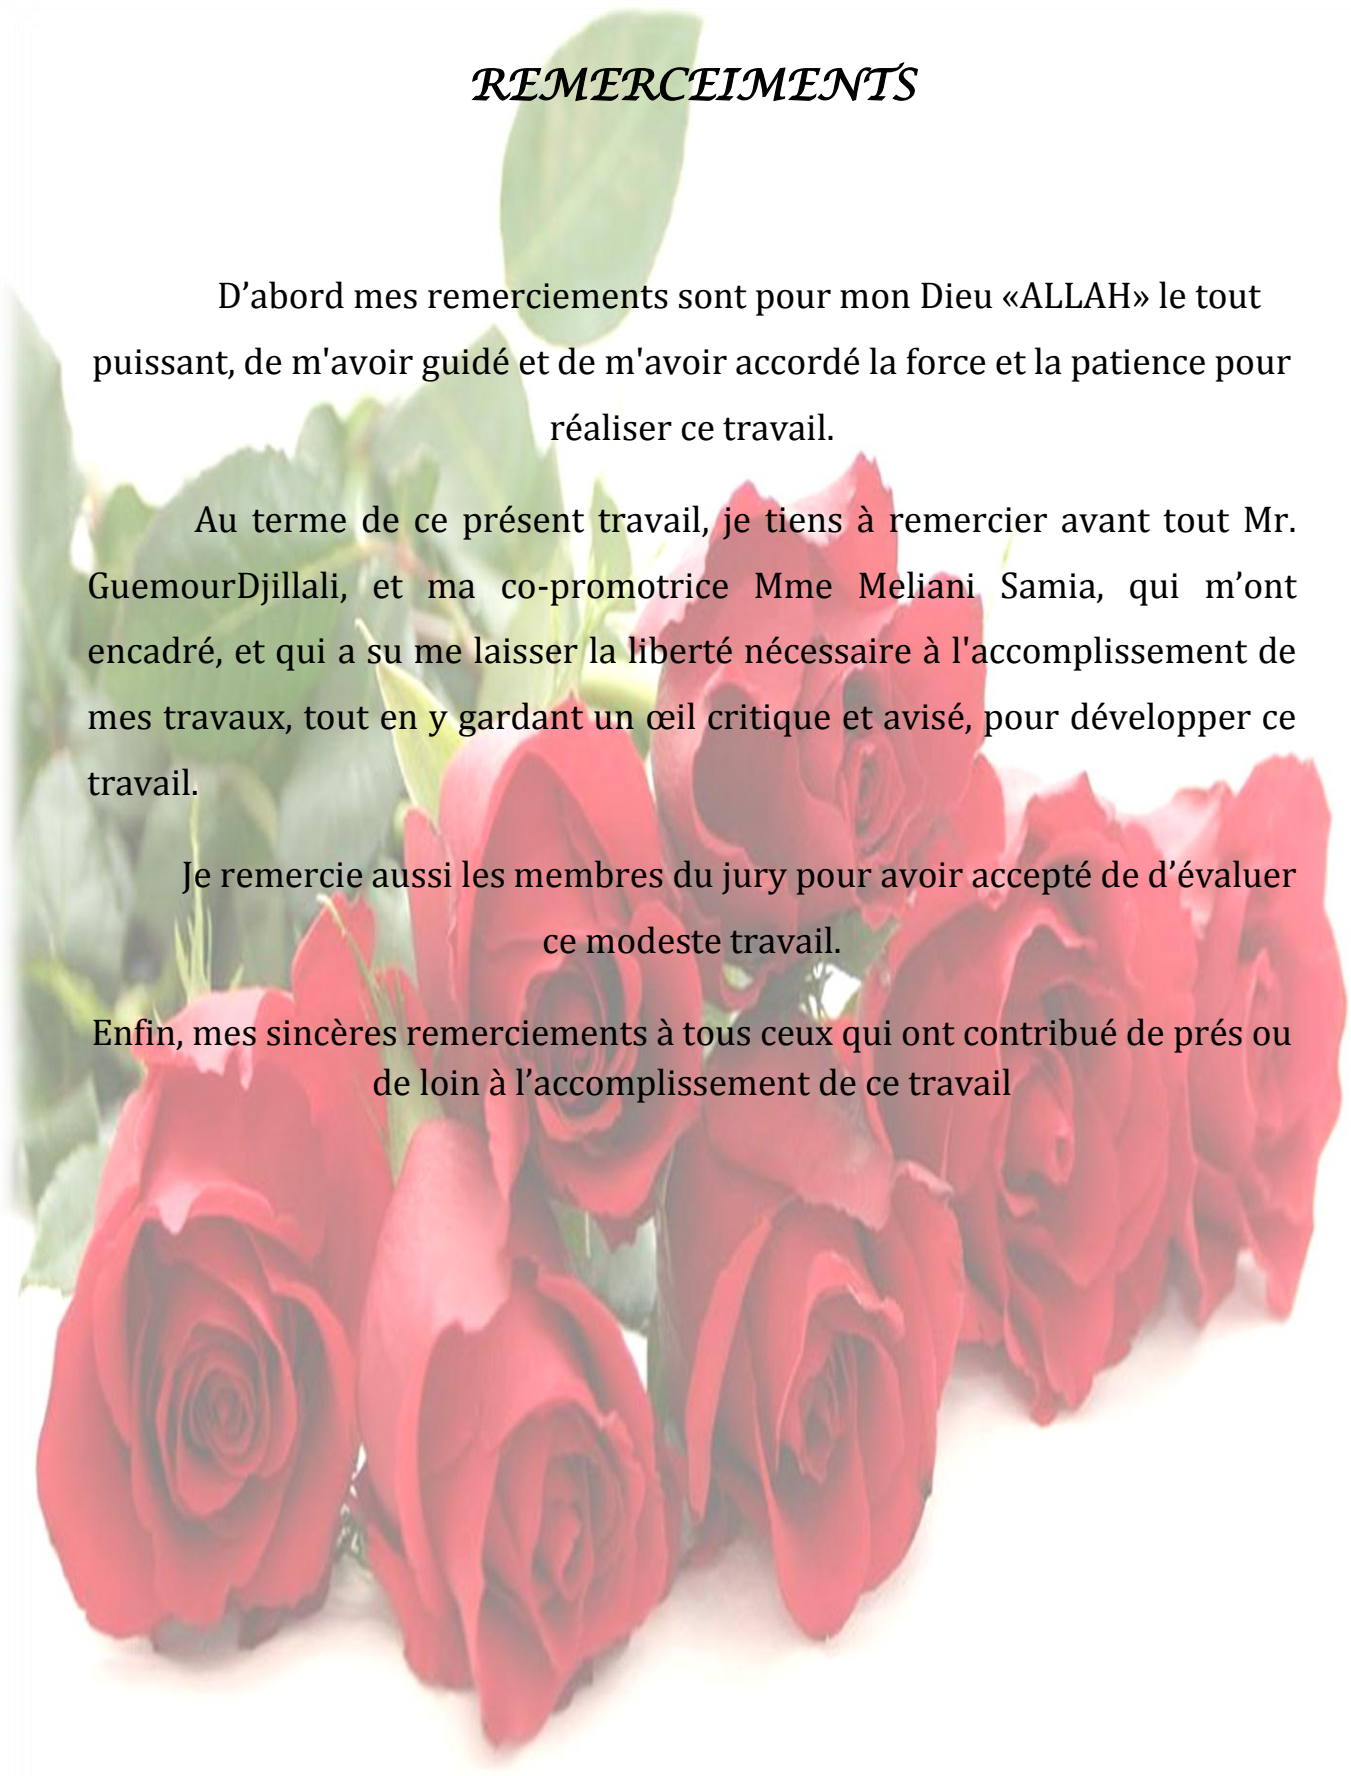 REMERCEIMENTS
D’abord mes remerciements sont pour mon Dieu «ALLAH» le tout
puissant, de m'avoir guidé et de m'avoir accordé la force et la patience pour
réaliser ce travail.
Au terme de ce présent travail, je tiens à remercier avant tout Mr.
GuemourDjillali, et ma co-promotrice Mme Meliani Samia, qui m’ont
encadré, et qui a su me laisser la liberté nécessaire à l'accomplissement de
mes travaux, tout en y gardant un œil critique et avisé, pour développer ce
travail.
Je remercie aussi les membres du jury pour avoir accepté de d’évaluer
ce modeste travail.
Enfin, mes sincères remerciements à tous ceux qui ont contribué de prés ou
de loin à l’accomplissement de ce travail